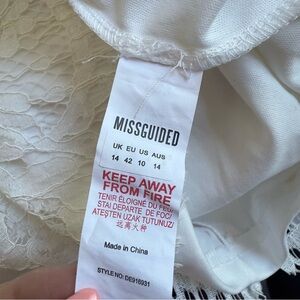 MISSGUIDED
UK EU US AUS
14 42 10 14
KEEP AWAY
FROM FIRE
TENIR ÉLOIGNÉ DU FEU
STAI DEPARTE DE FOC/
ATEŞTEN UZAK TUTUNUZ/
远离火种
Made in China
STYLE NO: DE916931